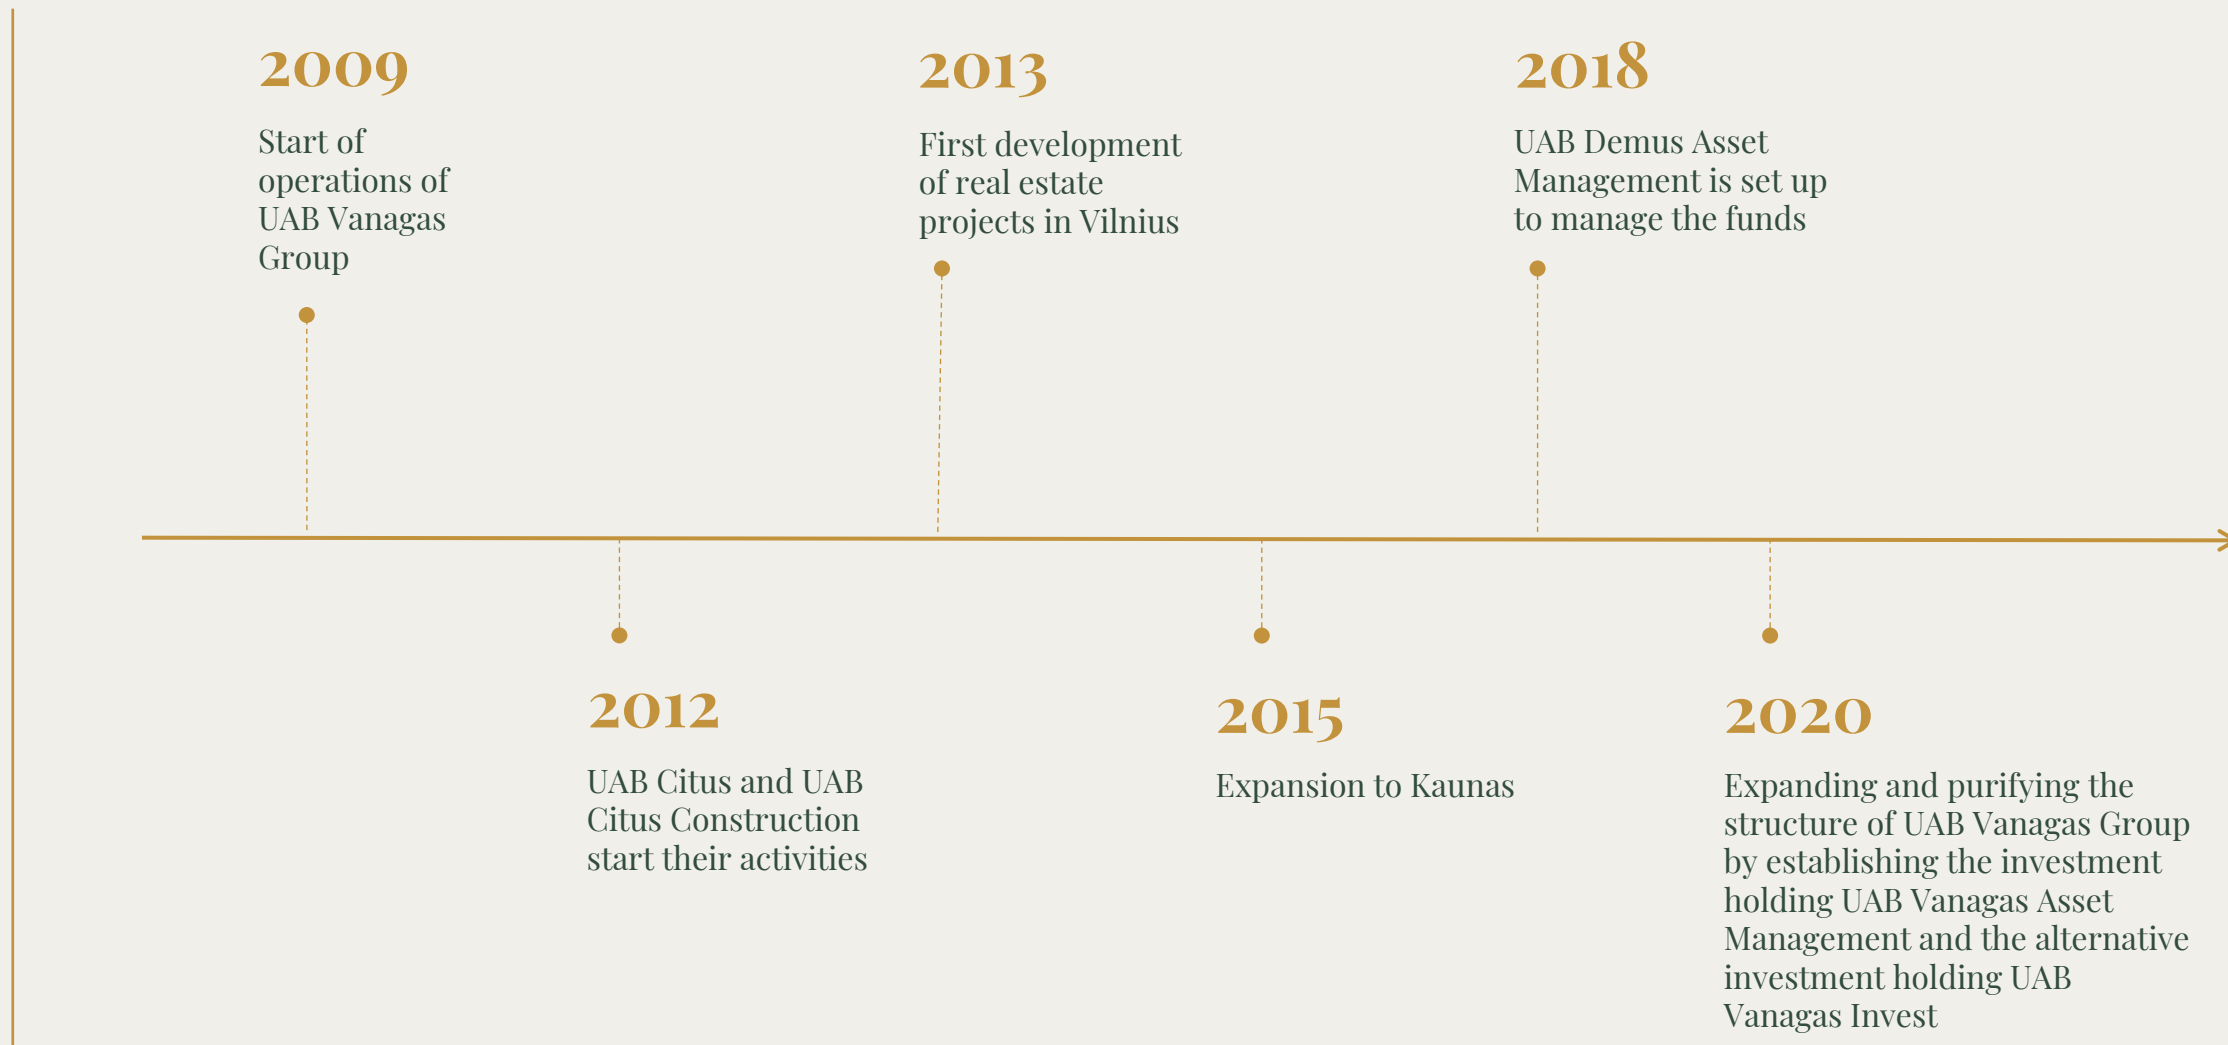 2009
Start of
operations of
UAB Vanagas
Group
2013
First development
of real estate
projects in Vilnius
2018
UAB Demus Asset
Management is set up
to manage the funds
2012
UAB Citus and UAB
Citus Construction
start their activities
2015
Expansion to Kaunas
2020
Expanding and purifying the
structure of UAB Vanagas Group
by establishing the investment
holding UAB Vanagas Asset
Management and the alternative
investment holding UAB
Vanagas Invest